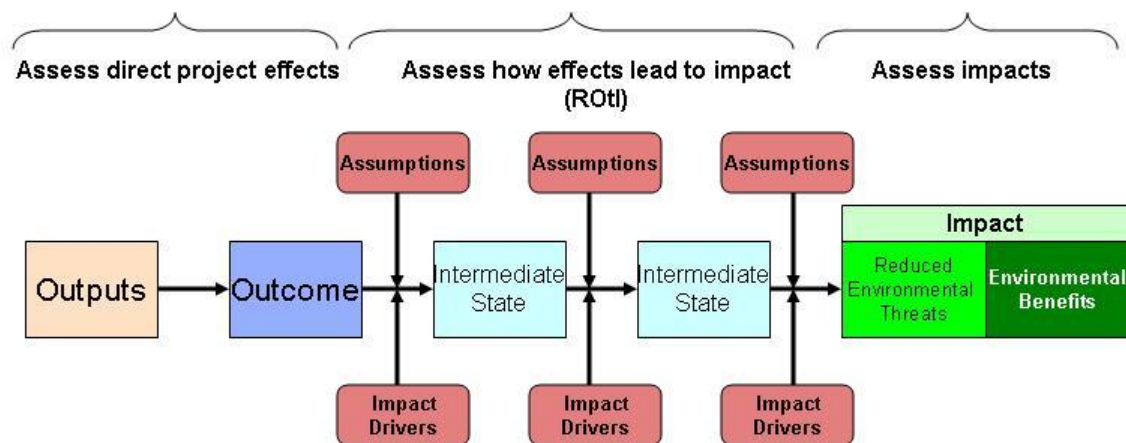 Assess direct project effects
Assess how effects lead to impact
(ROtI)
Assess impacts
Assumptions
Assumptions
Assumptions
Outputs
Outcome
Intermediate
State
Intermediate
State
Impact
Reduced
Environmental
Threats
Environmental
Benefits
Impact
Drivers
Impact
Drivers
Impact
Drivers